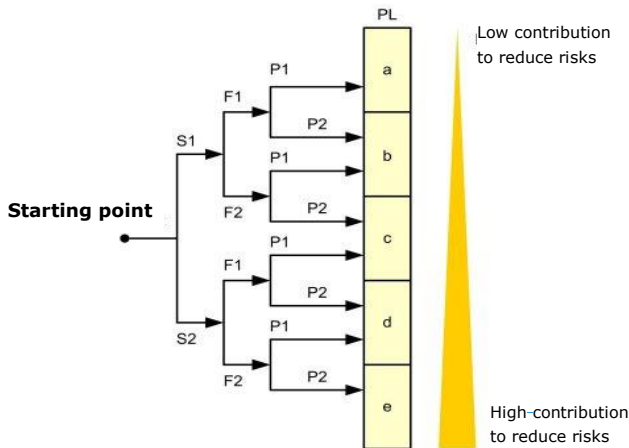 PL
Low contribution
to reduce risks
a
P1
F1
P2
b
S1
P1
F2
P2
Starting point
c
P1
F1
P2
d
S2
P1
F2
P2
e
High-contribution
to reduce risks